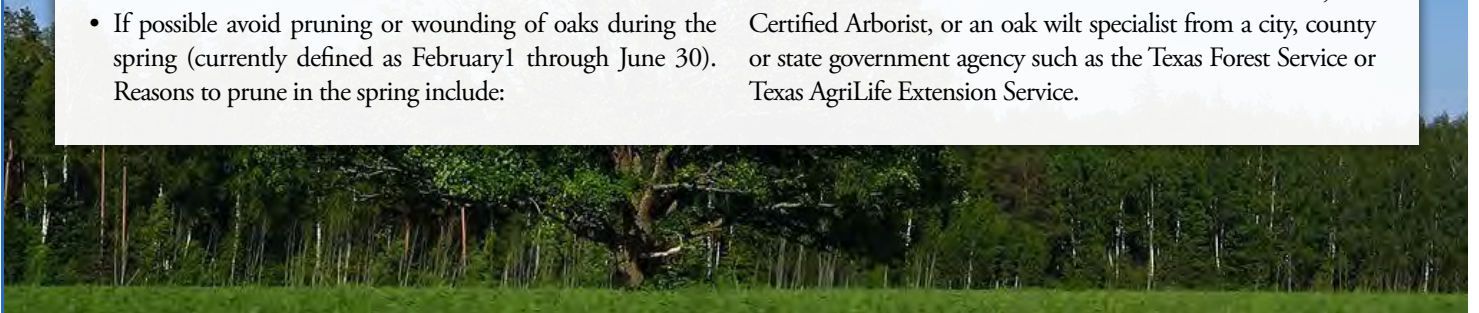 • If possible avoid pruning or wounding of oaks during the
spring (currently defined as February1 through June 30).
Reasons to prune in the spring include:
Certified Arborist, or an oak wilt specialist from a city, county
or state government agency such as the Texas Forest Service or
Texas AgriLife Extension Service.